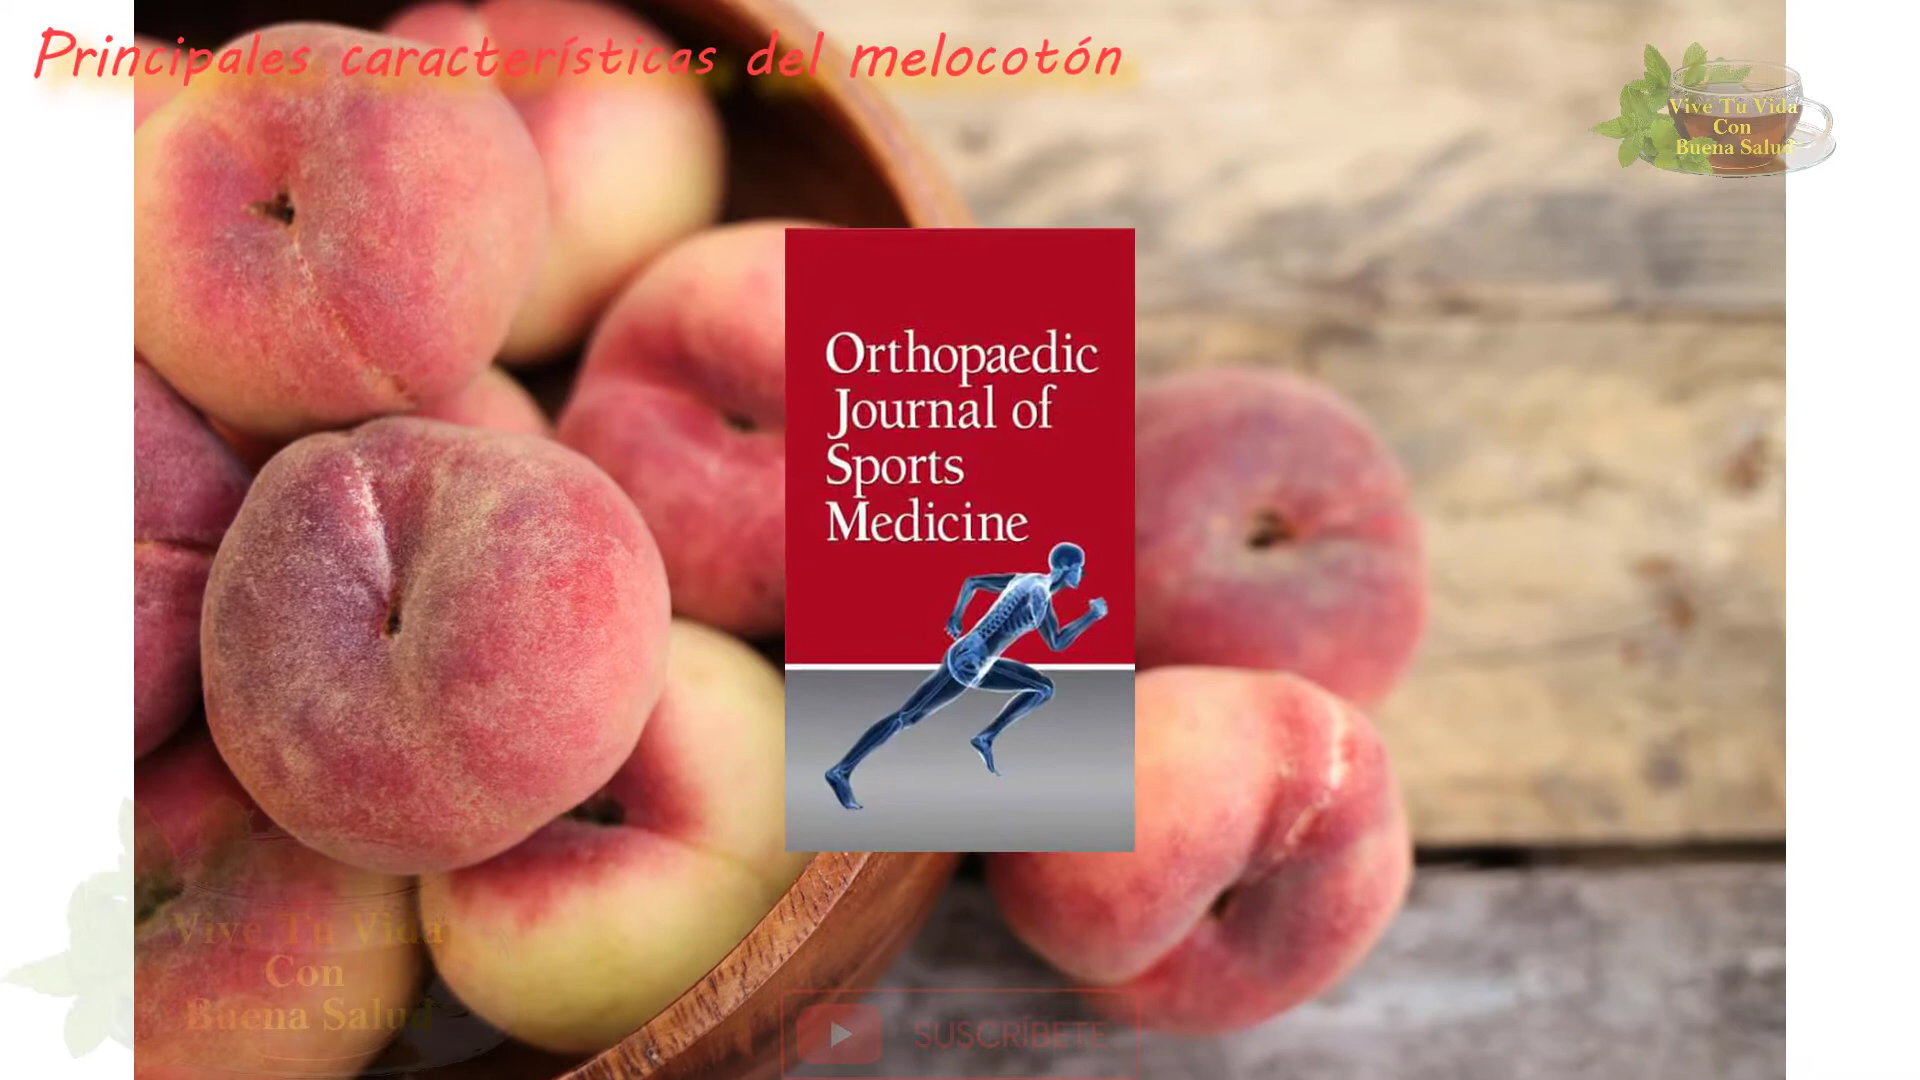 Principales características del melocotón
Vive Tu Vida
Con
Buena Salud
Orthopaedic
Journal of
Sports
Medicine
Vive Tu Vida
Con
Buena Salud
SUSCRÍBETE